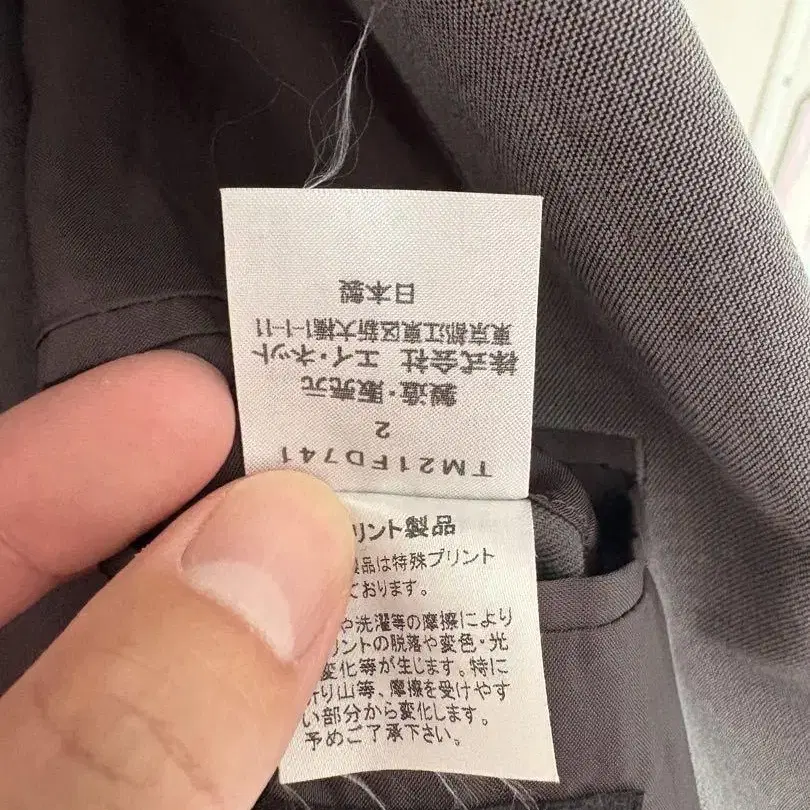 TM21FD741
2
製造・販売元
株式会社 エイ・ネット
東京都江東区新大橋1-1-11
日本製
リント製品
製品は特殊プリント
ております。
や洗濯等の摩擦により
リントの脱落や変色・光
変化等が生じます。特に
折り山等、摩擦を受けやす
い部分から変化します。
予めご了承下さい。